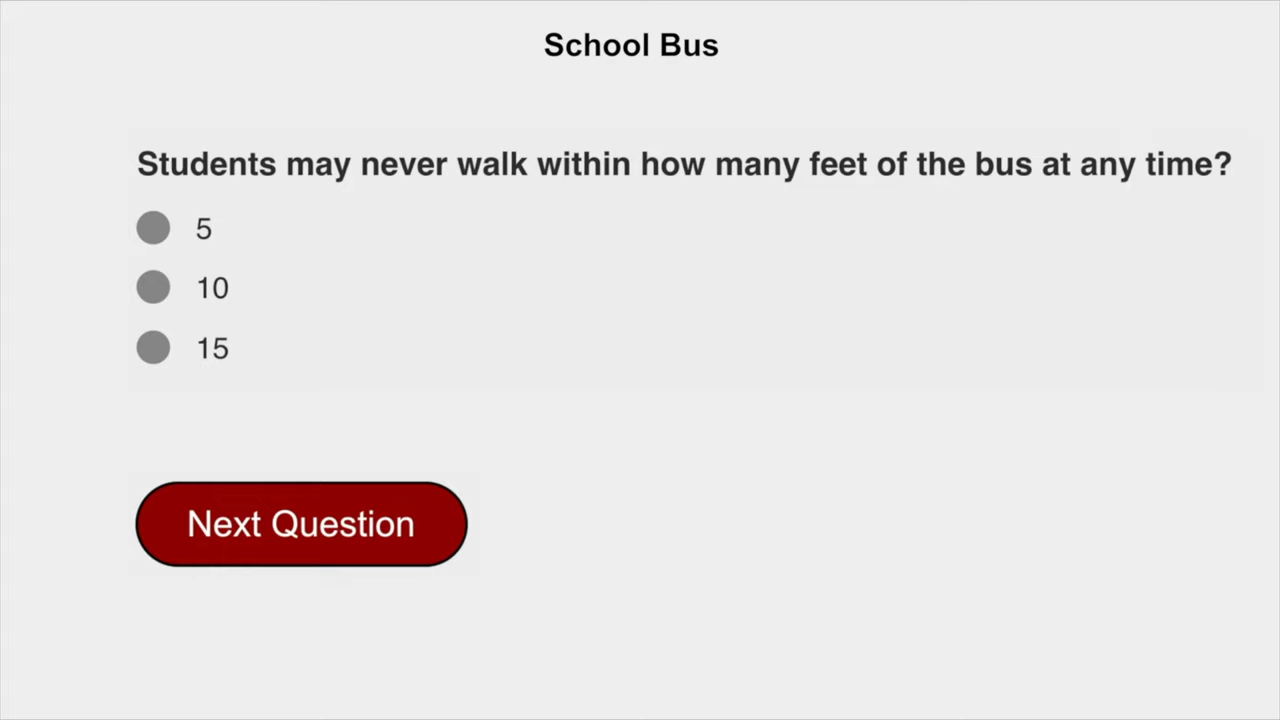 School Bus
Students may never walk within how many feet of the bus at any time?
5
10
15
Next Question